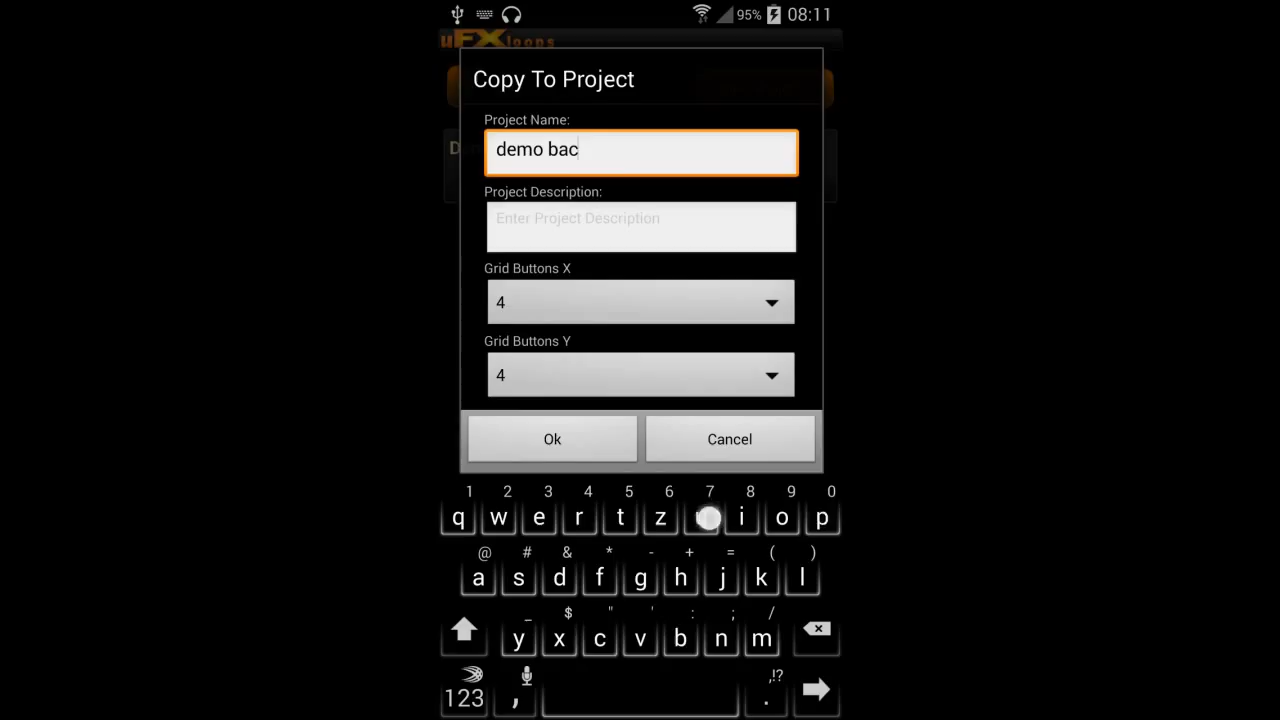 95% 08:11
uFXloops
Copy To Project
Project Name:
demo bac
Project Description:
Enter Project Description
Grid Buttons X
4
Grid Buttons Y
4
Ok Cancel
1 2 3 4 5 6 7 8 9 0
q w e r t z i o p
@ # & * - + = ( )
a s d f g h j k l
_ $ " ' : ; /
y x c v b n m
,!?
123 , .